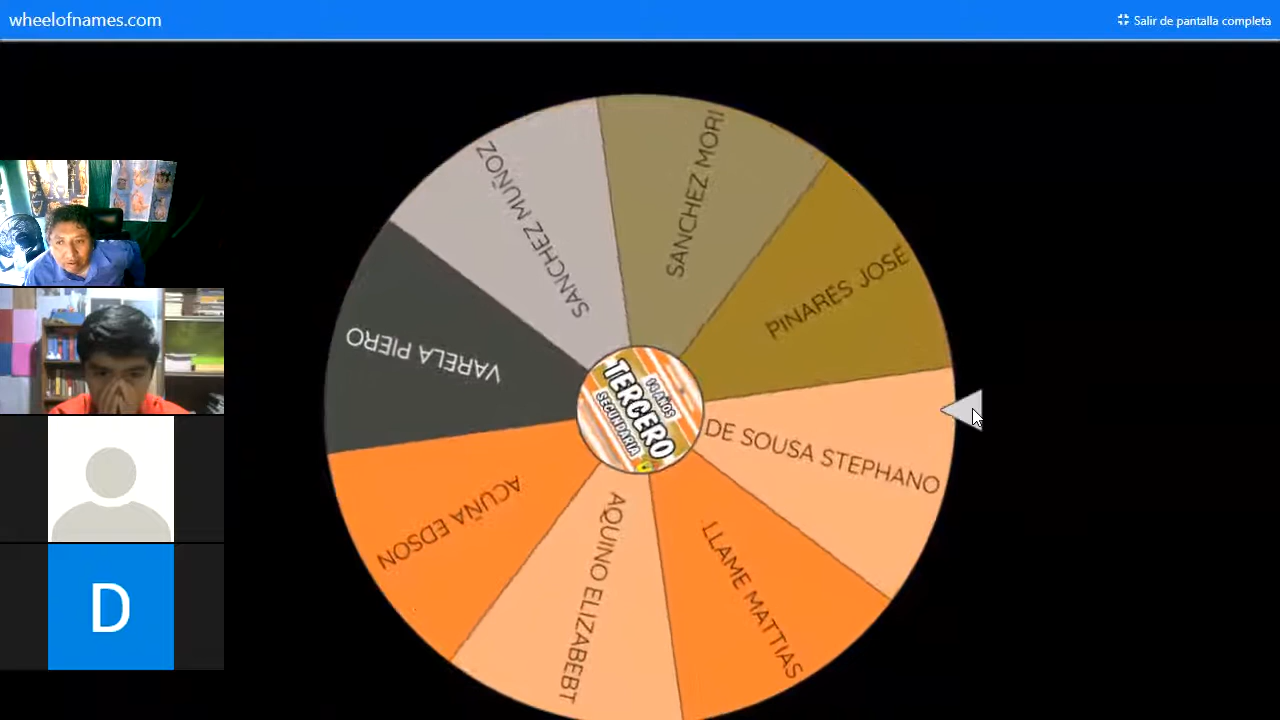 wheelofnames.com
Salir de pantalla completa
SANCHEZ MUÑOZ
SANCHEZ MORI
PINARES JOSE
DE SOUSA STEPHANO
LLAME MATTIAS
AQUINO ELIZABEBT
ACUÑA EDSON
VARELA PIERO
AÑOS
TERCERO
SECUNDARIA
D